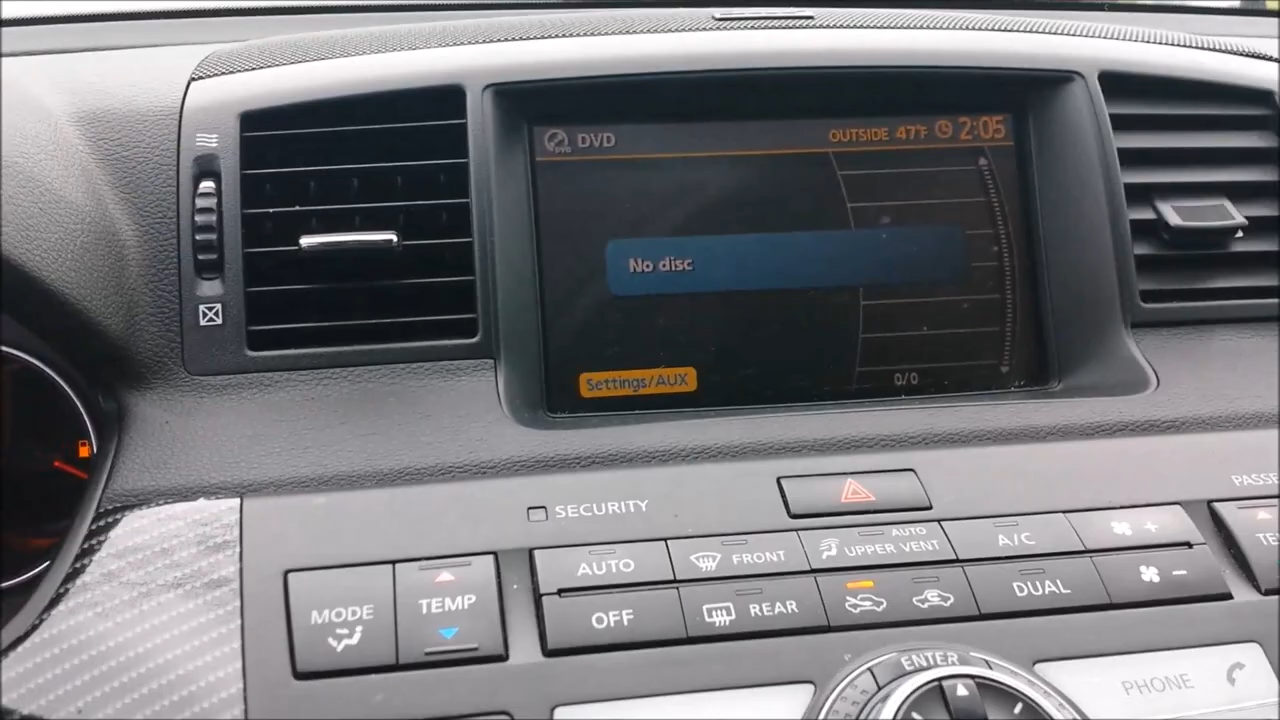 DVD
OUTSIDE 47°F 2:05
No disc
Settings/AUX
0/0
SECURITY
AUTO
FRONT
AUTO
UPPER VENT
A/C
+
MODE
TEMP
OFF
REAR
DUAL
-
ENTER
PHONE